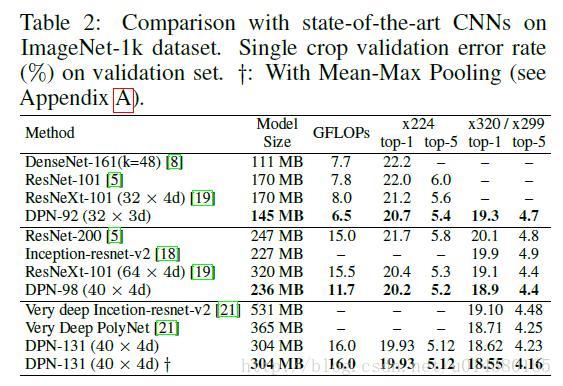 Table 2: Comparison with state-of-the-art CNNs on
ImageNet-1k dataset. Single crop validation error rate
(%) on validation set. †: With Mean-Max Pooling (see
Appendix A).
Method Model Size GFLOPs x224 top-1 top-5 x320 / x299 top-1 top-5
DenseNet-161(k=48) [8] 111 MB 7.7 22.2 – – –
ResNet-101 [5] 170 MB 7.8 22.0 6.0 – –
ResNeXt-101 (32 × 4d) [19] 170 MB 8.0 21.2 5.6 – –
DPN-92 (32 × 3d) 145 MB 6.5 20.7 5.4 19.3 4.7
ResNet-200 [5] 247 MB 15.0 21.7 5.8 20.1 4.8
Inception-resnet-v2 [18] 227 MB – – – 19.9 4.9
ResNeXt-101 (64 × 4d) [19] 320 MB 15.5 20.4 5.3 19.1 4.4
DPN-98 (40 × 4d) 236 MB 11.7 20.2 5.2 18.9 4.4
Very deep Incetion-resnet-v2 [21] 531 MB – – – 19.10 4.48
Very Deep PolyNet [21] 365 MB – – – 18.71 4.25
DPN-131 (40 × 4d) 304 MB 16.0 19.93 5.12 18.62 4.23
DPN-131 (40 × 4d) † 304 MB 16.0 19.93 5.12 18.55 4.16